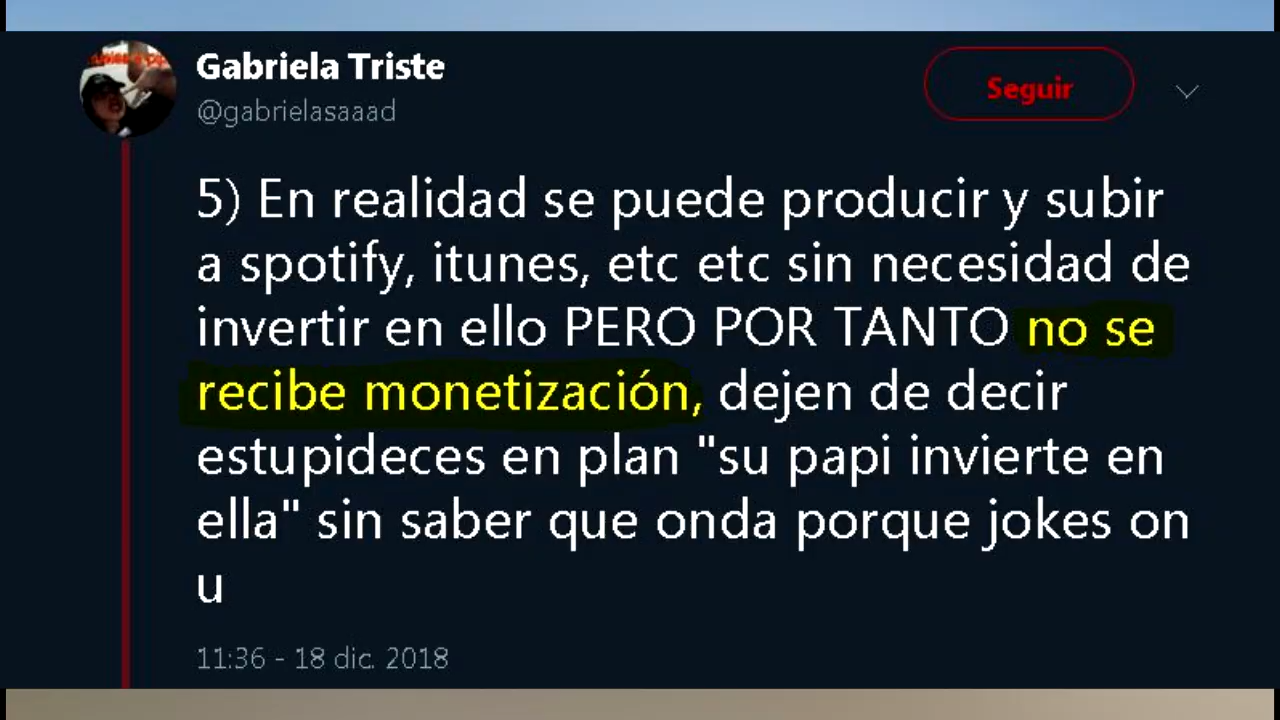 Gabriela Triste
@gabrielasaaad
Seguir
5) En realidad se puede producir y subir
a spotify, itunes, etc etc sin necesidad de
invertir en ello PERO POR TANTO no se
recibe monetización, dejen de decir
estupideces en plan "su papi invierte en
ella" sin saber que onda porque jokes on
u
11:36 - 18 dic. 2018